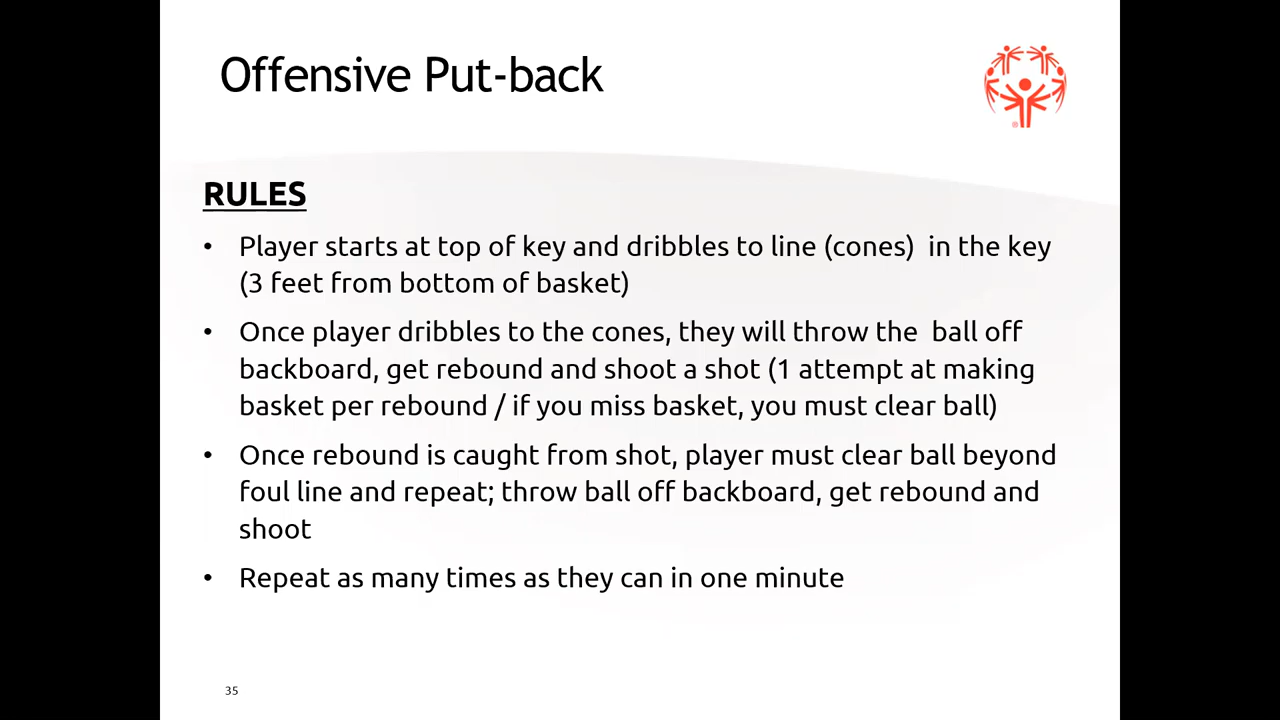 Offensive Put-back
RULES
• Player starts at top of key and dribbles to line (cones)  in the key
(3 feet from bottom of basket)
• Once player dribbles to the cones, they will throw the  ball off
backboard, get rebound and shoot a shot (1 attempt at making
basket per rebound / if you miss basket, you must clear ball)
• Once rebound is caught from shot, player must clear ball beyond
foul line and repeat; throw ball off backboard, get rebound and
shoot
• Repeat as many times as they can in one minute
35
®